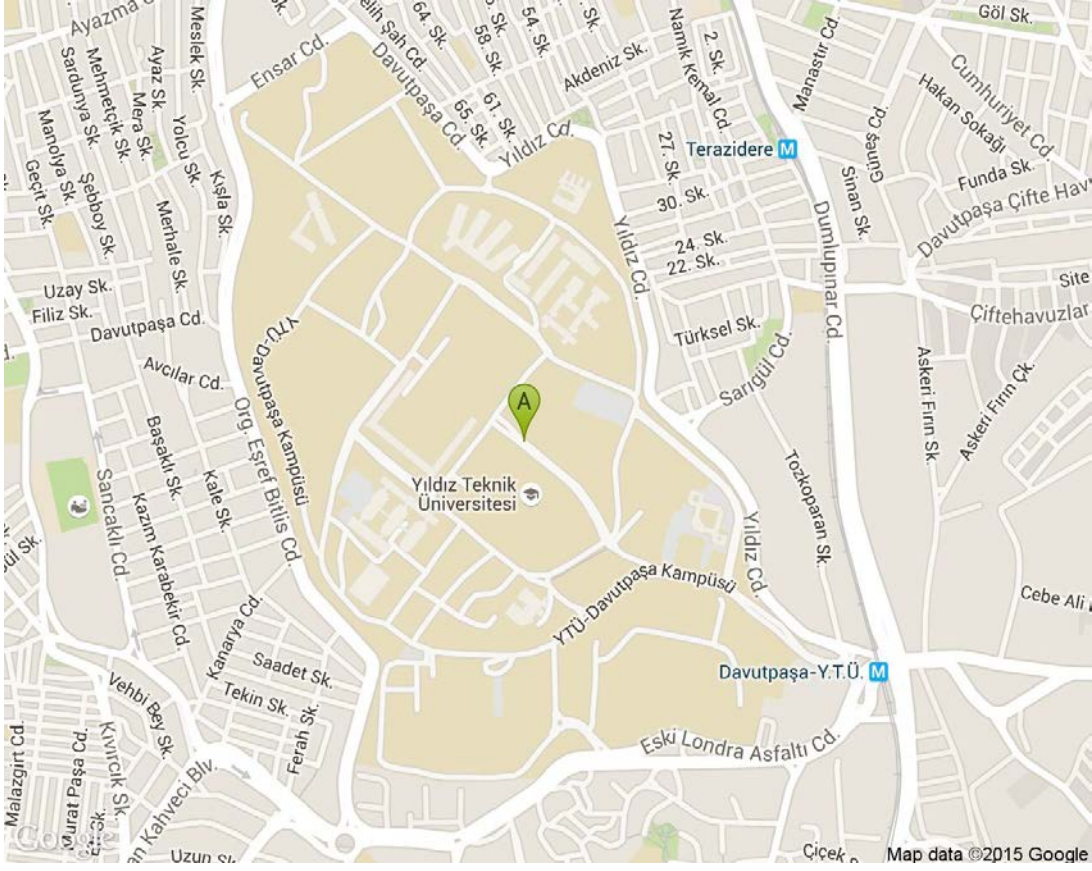 Ayazma
Ensar Cd.
Davutpaşa Cd.
64. Sk.
58. Sk.
54. Sk.
61. Sk.
65. Sk.
Akdeniz Sk.
Namık Kemal Cd.
2. Sk.
Manastır Cd.
Göl Sk.
Cumhuriyet Cd.
Hakan Sokağı
Funda Sk.
Güneş Cd.
Sinan Sk.
Davutpaşa Çifte Hav
Meslek Sk.
Ayaz Sk.
Mera Sk.
Mehmetçik Sk.
Sardunya Sk.
Manolya Sk.
Geçit Sk.
Şebboy Sk.
Yolcu Sk.
Merhale Sk.
Kışla Sk.
Yıldız Cd.
27. Sk.
30. Sk.
24. Sk.
22. Sk.
Terazidere M
Dumlupınar Cd.
Yıldız Cd.
Site
Çiftehavuzlar
Uzay Sk.
Filiz Sk.
Davutpaşa Cd.
Avcılar Cd.
YTÜ-Davutpaşa Kampüsü
Türksel Sk.
Sarıgül Cd.
Askeri Fırın Sk.
Askeri Fırın Çk.
A
Yıldız Teknik
Üniversitesi
Org. Eşref Bitlis Cd.
Başaklı Sk.
Kale Sk.
Kazım Karabekir Cd.
Sancaklı Cd.
Tozkoparan Sk.
Yıldız Cd.
YTÜ-Davutpaşa Kampüsü
Cebe Ali
Kanarya Cd.
Saadet Sk.
Tekin Sk.
Ferah Sk.
Davutpaşa-Y.T.Ü. M
Eski Londra Asfaltı Cd.
Vehbi Bey Sk.
Kıvırcık Sk
Malazgirt Cd.
Murat Paşa Cd.
Kahveci Blv.
Uzun Sk
Çiçek
Google
Map data ©2015 Google